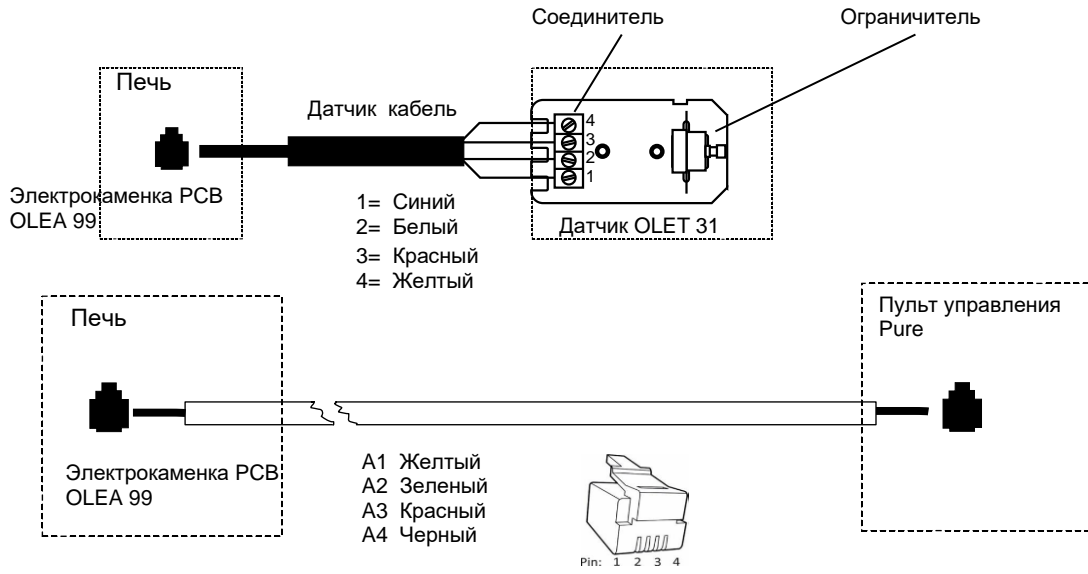 Соединитель
Ограничитель
Печь
Датчик кабель
4
3
2
1
Электрокаменка PCB
OLEA 99
1= Синий
2= Белый
3= Красный
4= Желтый
Датчик OLET 31
Печь
Пульт управления
Pure
Электрокаменка PCB
OLEA 99
A1 Желтый
A2 Зеленый
A3 Красный
A4 Черный
Pin: 1 2 3 4